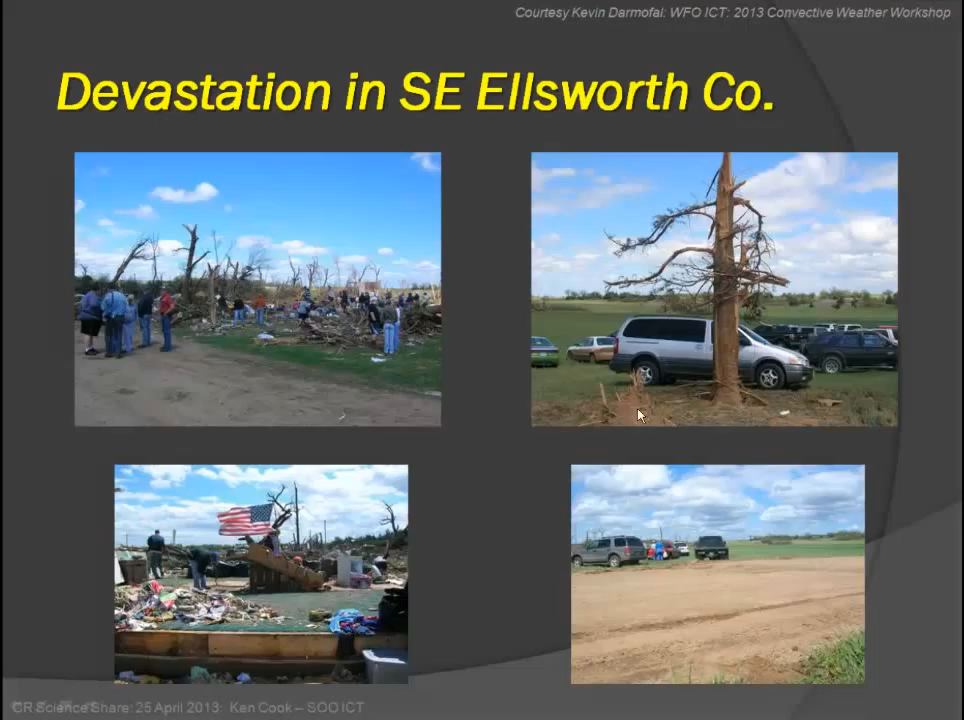 Courtesy Kevin Darmofal: WFO ICT: 2013 Convective Weather Workshop
Devastation in SE Ellsworth Co.
CR Science Share: 25 April 2013: Ken Cook – SOO ICT